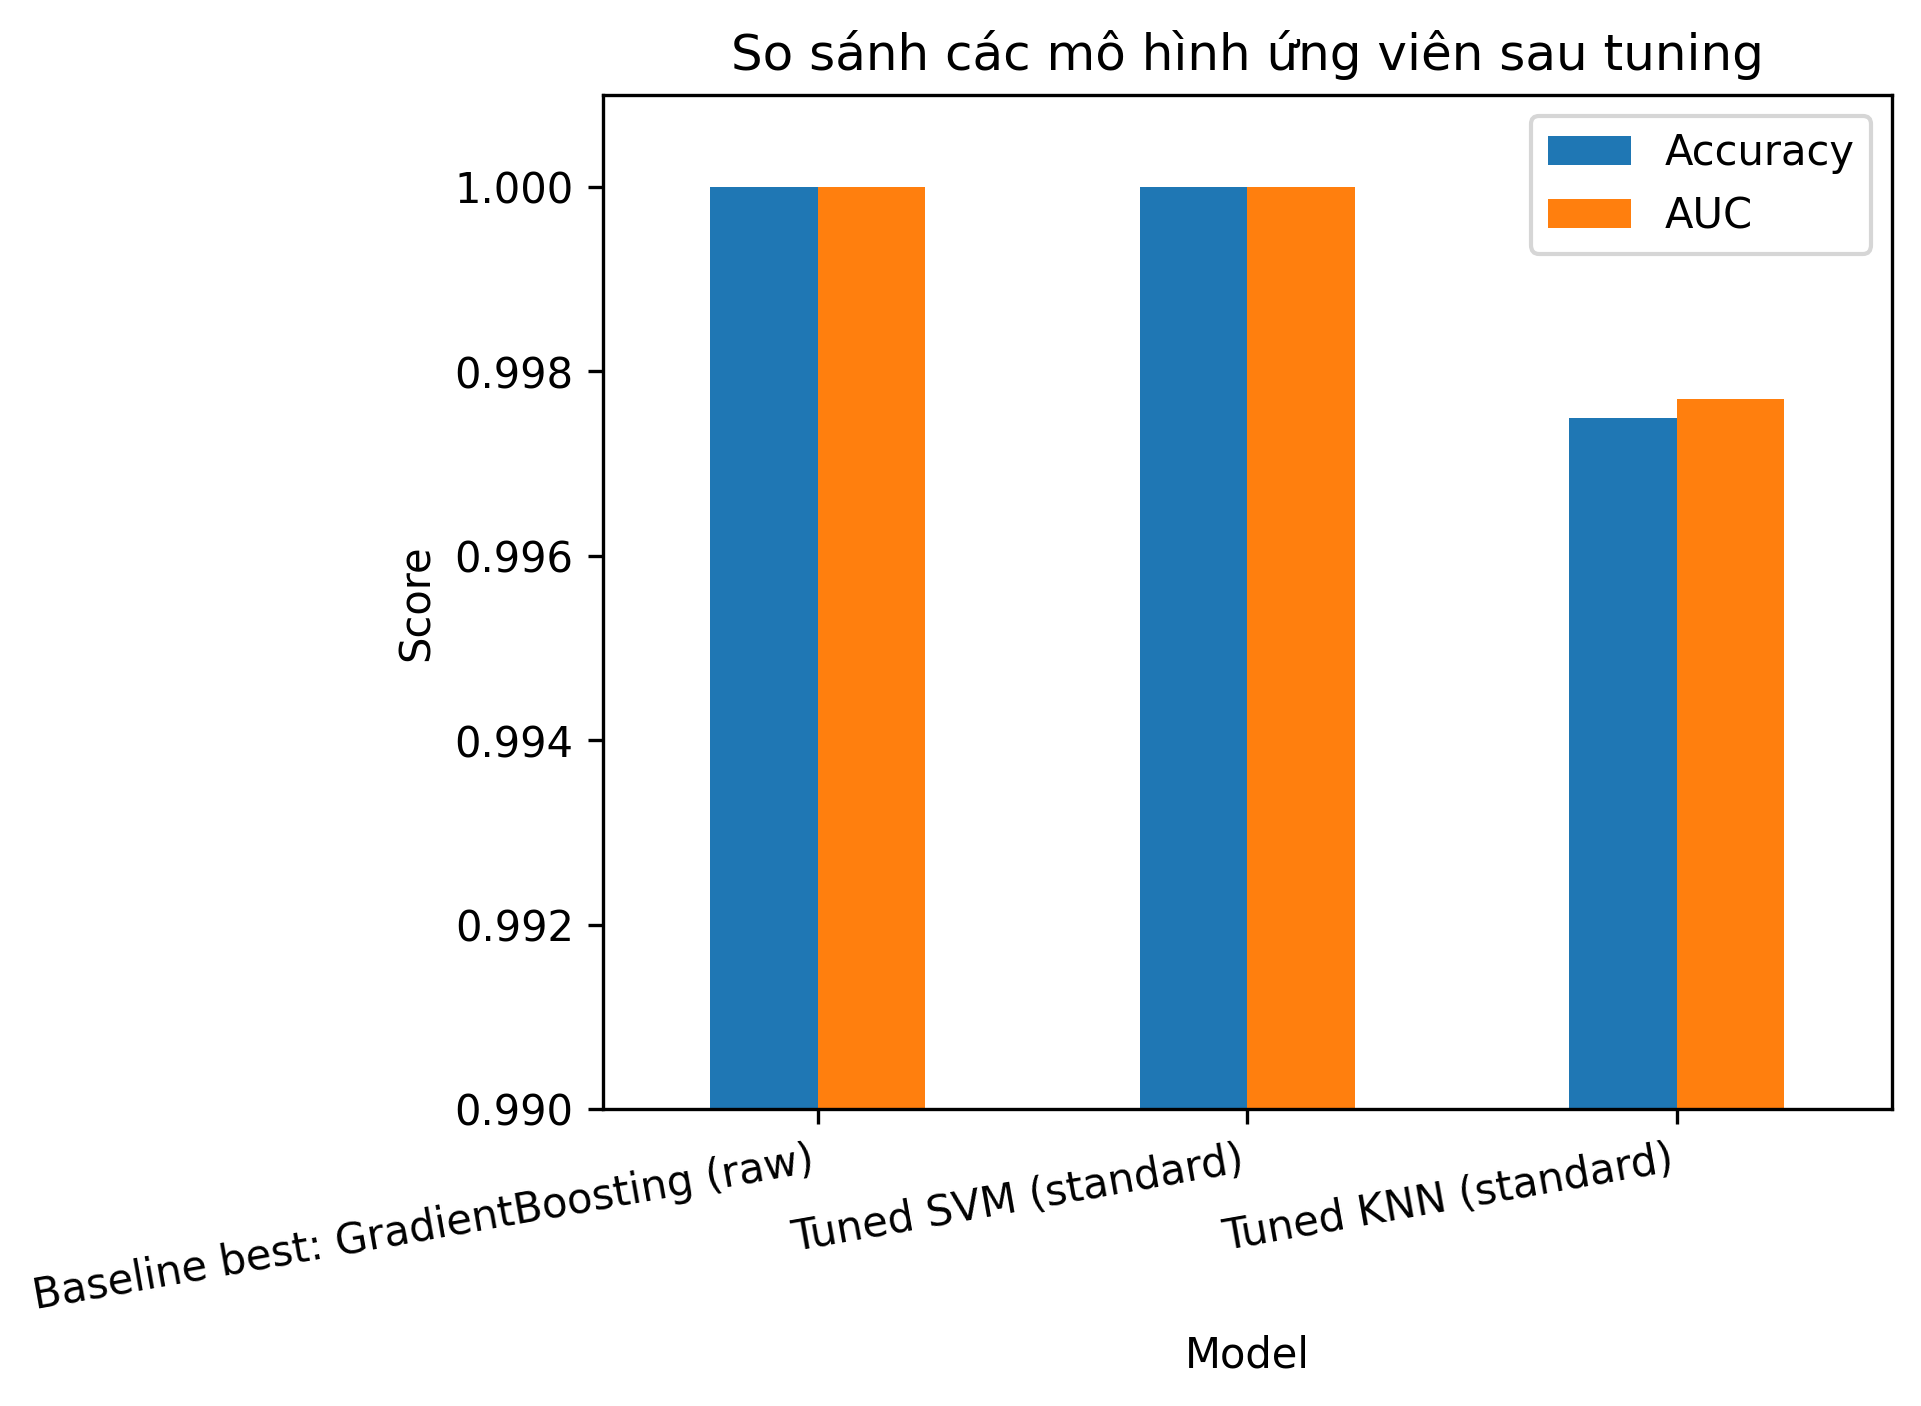 So sánh các mô hình ứng viên sau tuning
Accuracy
AUC
Score
1.000
0.998
0.996
0.994
0.992
0.990
Baseline best: GradientBoosting (raw)
Tuned SVM (standard)
Tuned KNN (standard)
Model